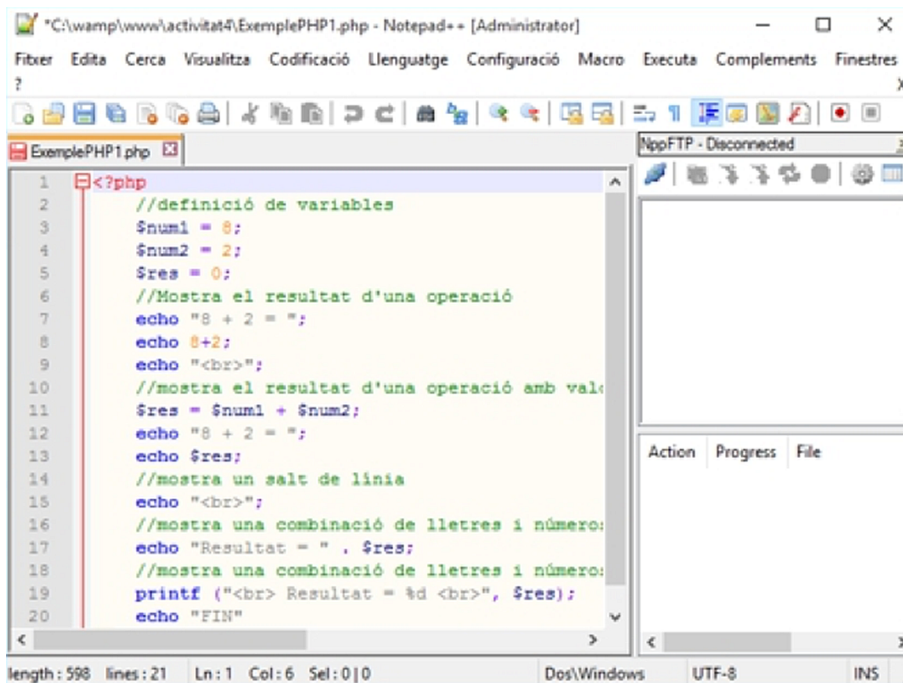 *C:\wamp\www\activitat4\ExemplePHP1.php - Notepad++ [Administrator]
Fitxer Edita Cerca Visualitza Codificació Llenguatge Configuració Macro Executa Complements Finestres
? X
ExemplePHP1.php
NppFTP - Disconnected
1 <?php
2 //definició de variables
3 $num1 = 8;
4 $num2 = 2;
5 $res = 0;
6 //Mostra el resultat d'una operació
7 echo "8 + 2 = ";
8 echo 8+2;
9 echo "<br>";
10 //mostra el resultat d'una operació amb valo
11 $res = $num1 + $num2;
12 echo "8 + 2 = ";
13 echo $res;
14 //mostra un salt de línia
15 echo "<br>";
16 //mostra una combinació de lletres i números
17 echo "Resultat = " . $res;
18 //mostra una combinació de lletres i números
19 printf ("<br> Resultat = %d <br>", $res);
20 echo "FIN"
Action Progress File
length : 598 lines : 21 Ln : 1 Col : 6 Sel : 0 | 0 Dos\Windows UTF-8 INS